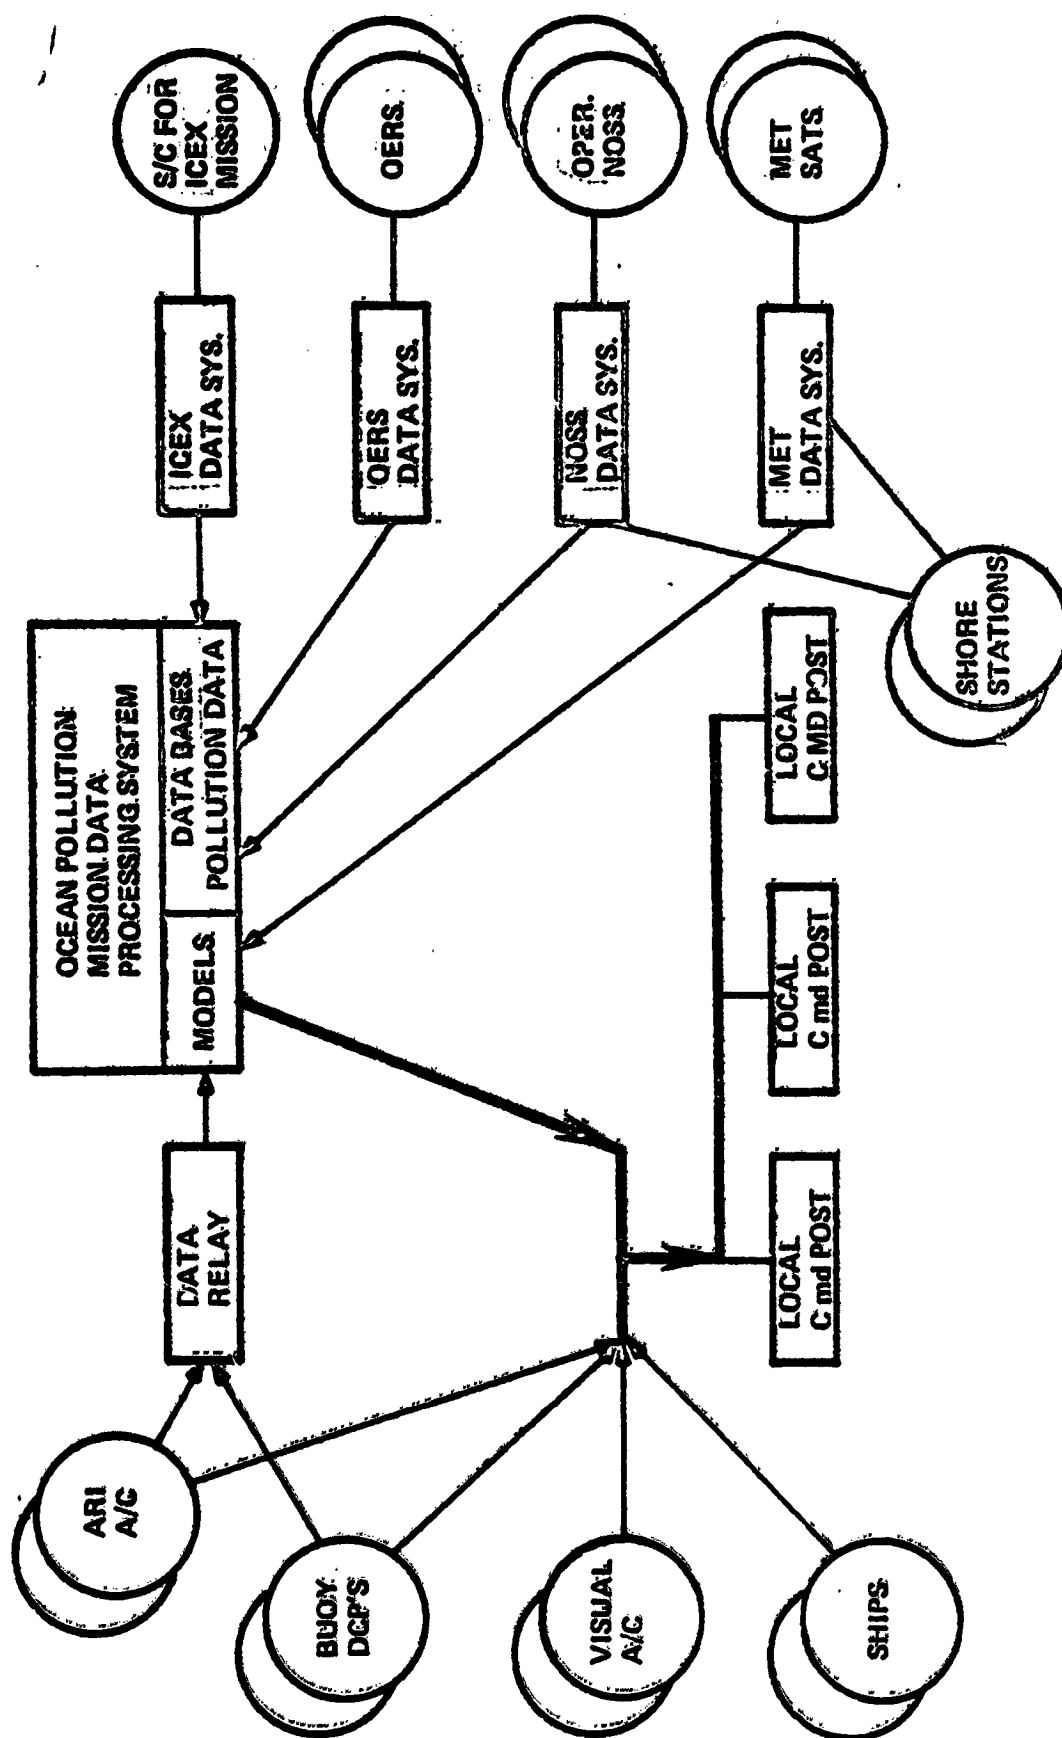 OCEAN POLLUTION
MISSION DATA
PROCESSING SYSTEM
MODELS
DATA BASES
POLLUTION DATA
DATA
RELAY
ARI
A/C
BUOY
DCP'S
VISUAL
A/C
SHIPS
LOCAL
C md POST
LOCAL
C md POST
LOCAL
C MD POST
ICEX
DATA SYS.
OERS
DATA SYS.
NOSS
DATA SYS.
MET
DATA SYS.
S/C FOR
ICEX
MISSION
OERS
OPER.
NOSS
MET
SATS
SHORE
STATIONS